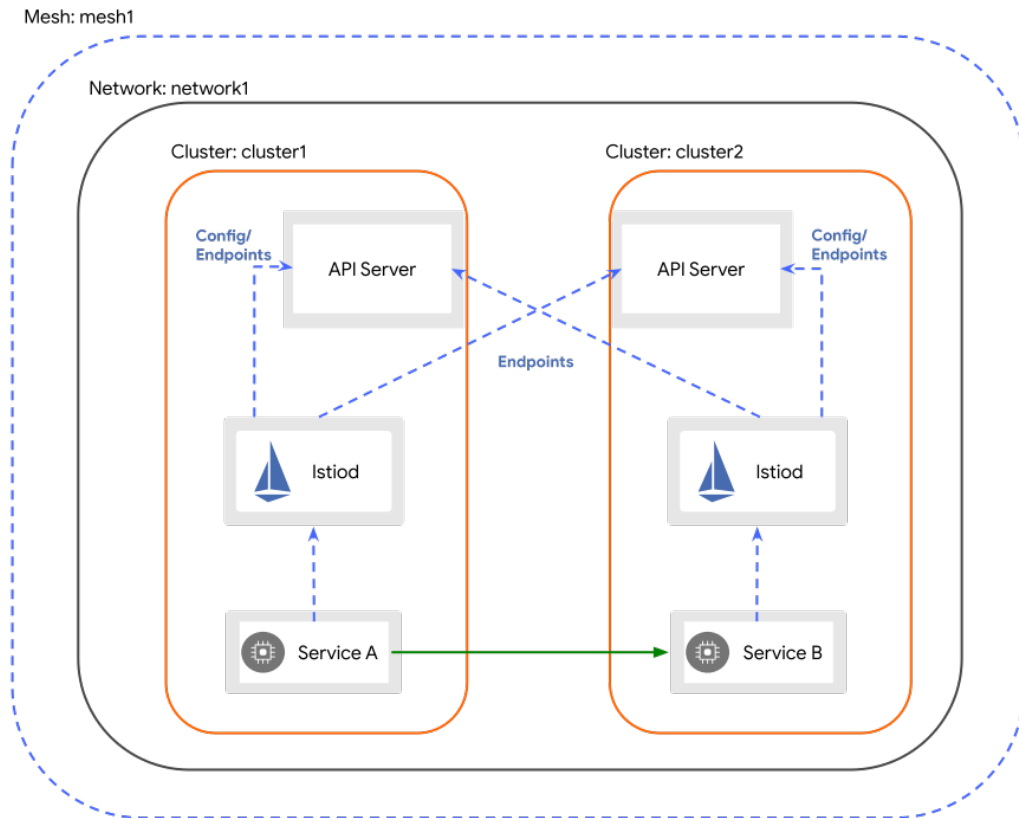 Mesh: mesh1
Network: network1
Cluster: cluster1
Cluster: cluster2
Config/
Endpoints
API Server
API Server
Config/
Endpoints
Endpoints
Istiod
Istiod
Service A
Service B